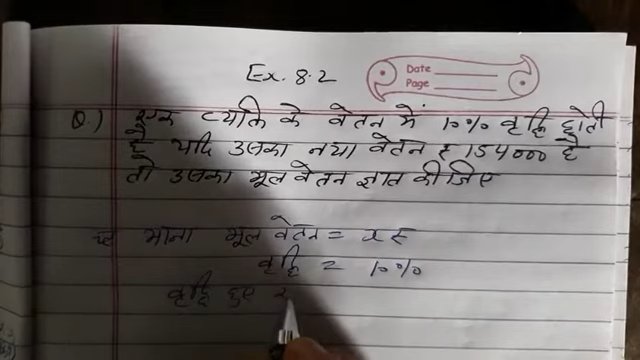 Ex. 8.2
Date
Page
Q.) एक व्यक्ति के वेतन में 10% वृद्धि होती
है यदि उसका नया वेतन ₹ 154000 है
तो उसका मूल वेतन ज्ञात कीजिए
माना मूल वेतन = x ₹
वृद्धि = 10%
वृद्धि हुए